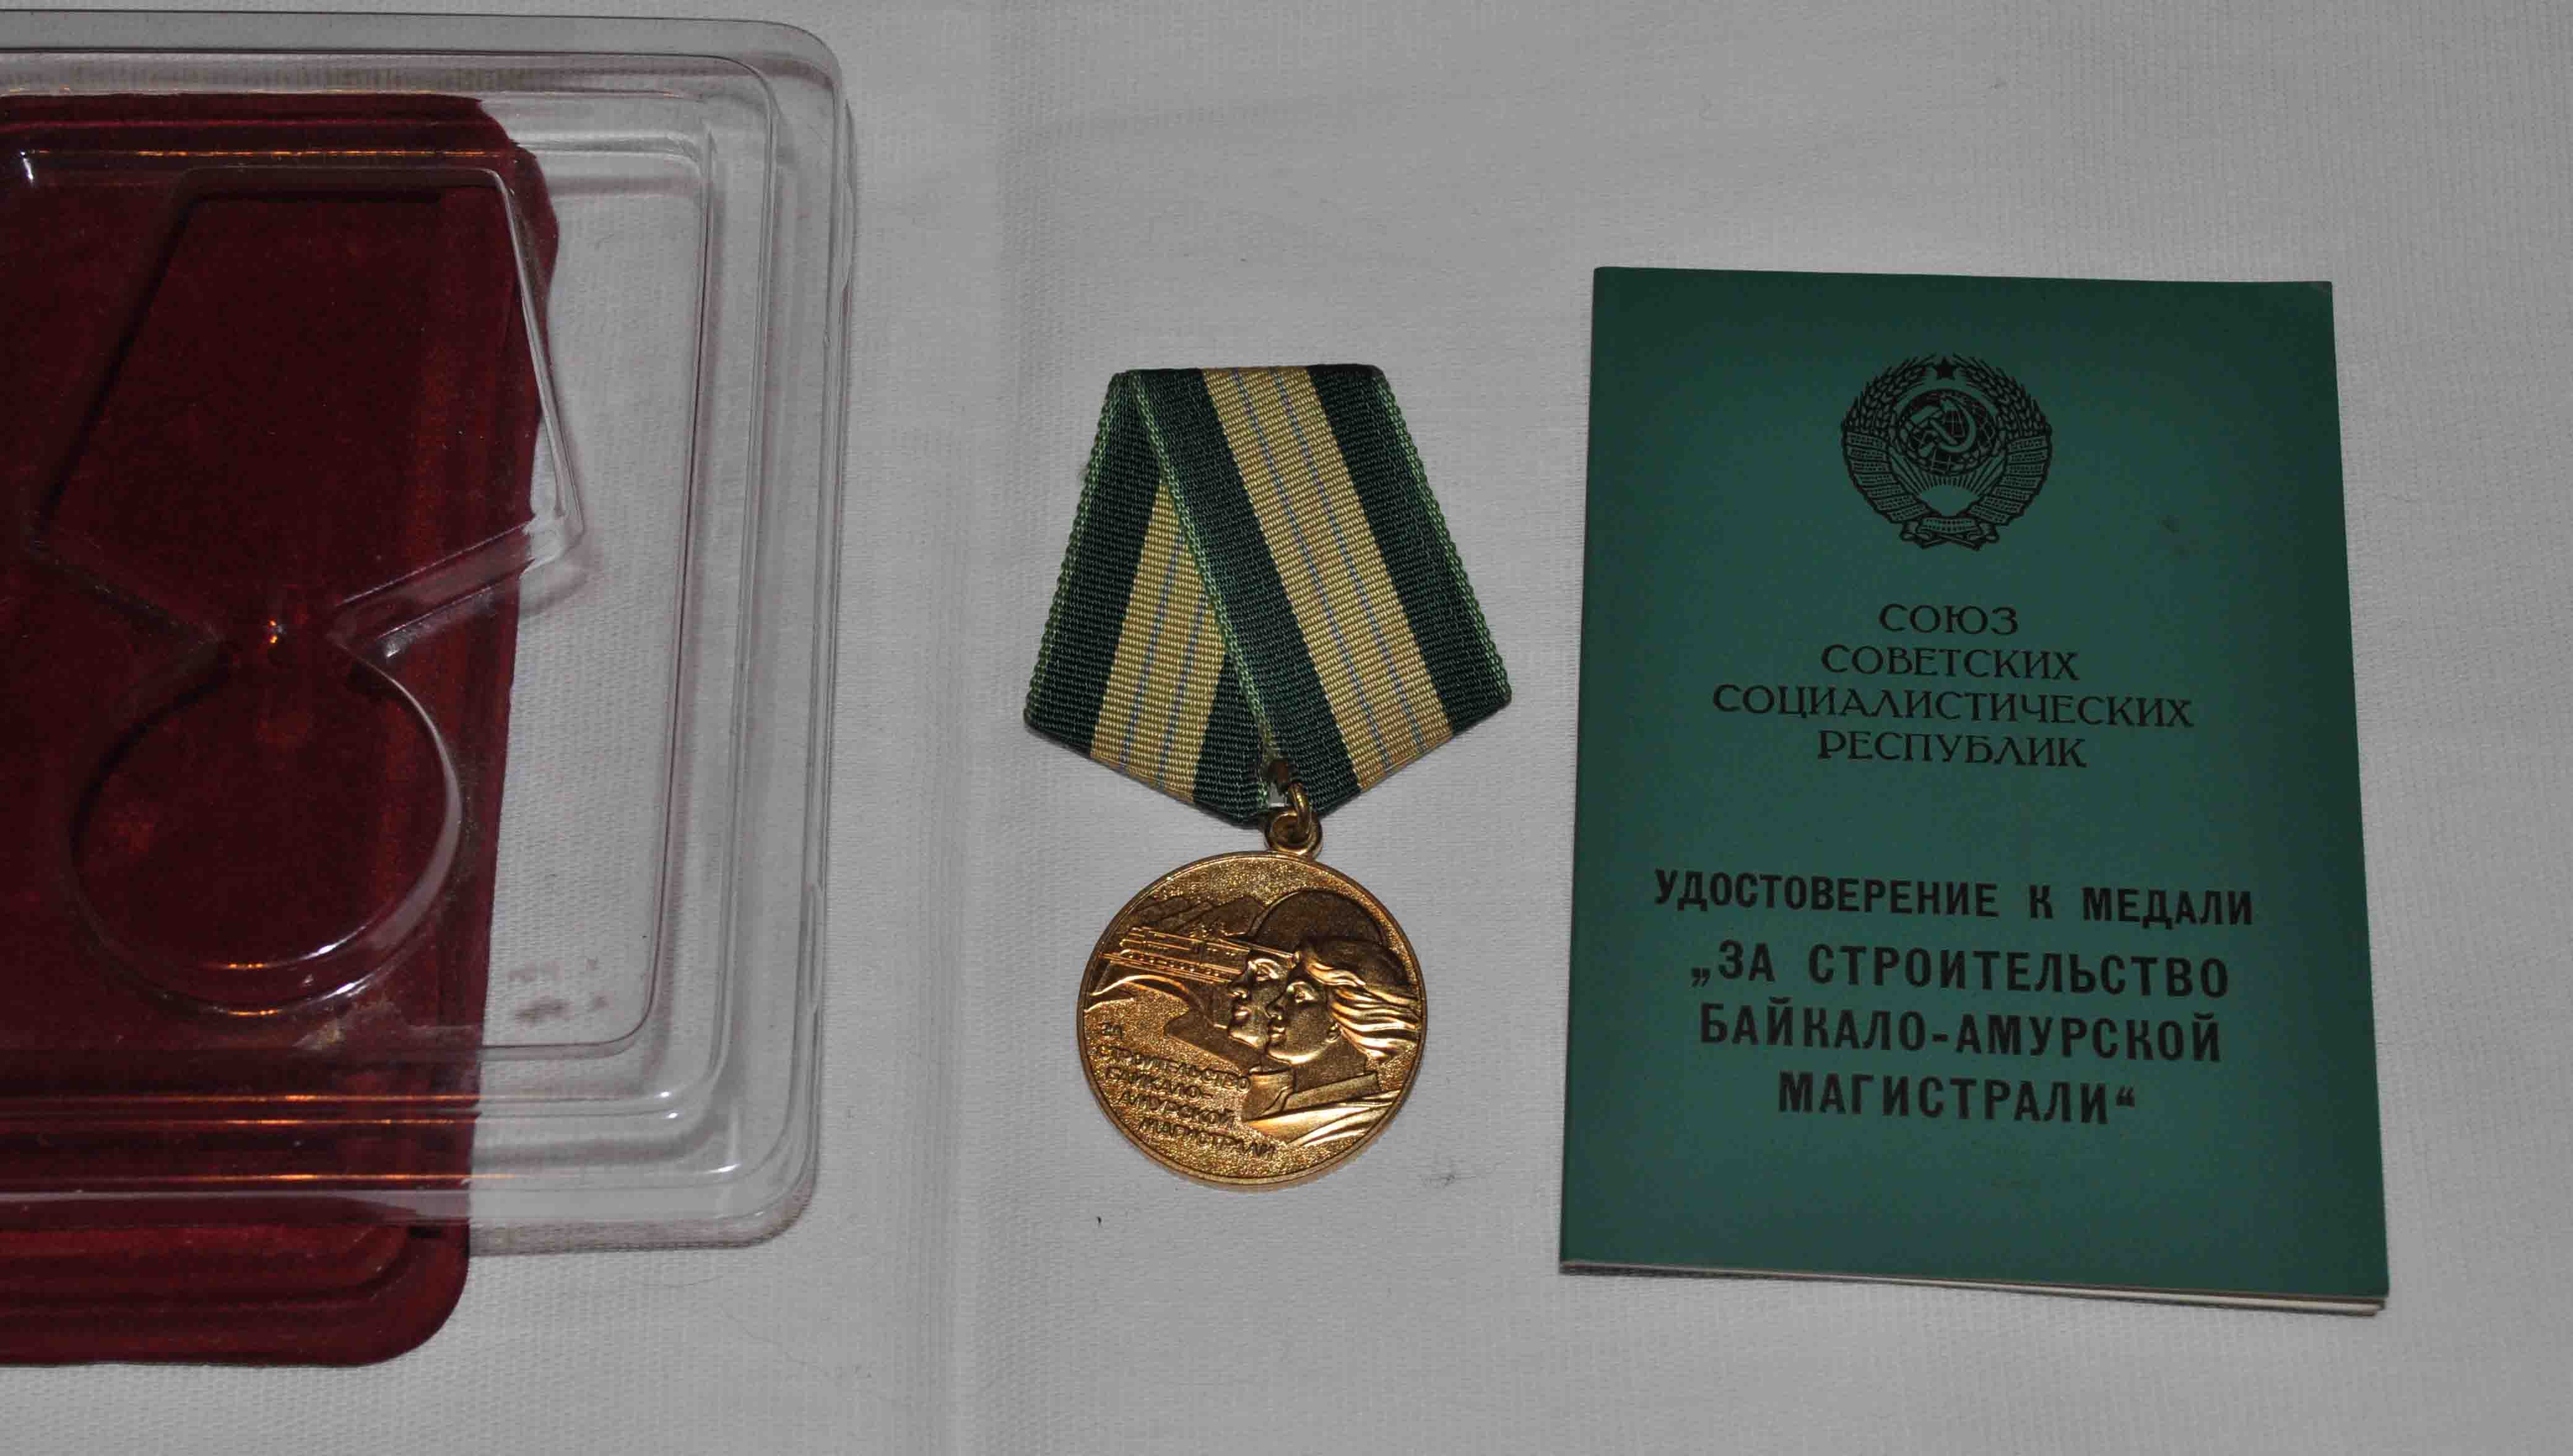 ЗА
СТРОИТЕЛЬСТВО
БАЙКАЛО-
АМУРСКОЙ
МАГИСТРАЛИ
СОЮЗ
СОВЕТСКИХ
СОЦИАЛИСТИЧЕСКИХ
РЕСПУБЛИК
УДОСТОВЕРЕНИЕ К МЕДАЛИ
„ЗА СТРОИТЕЛЬСТВО
БАЙКАЛО-АМУРСКОЙ
МАГИСТРАЛИ“